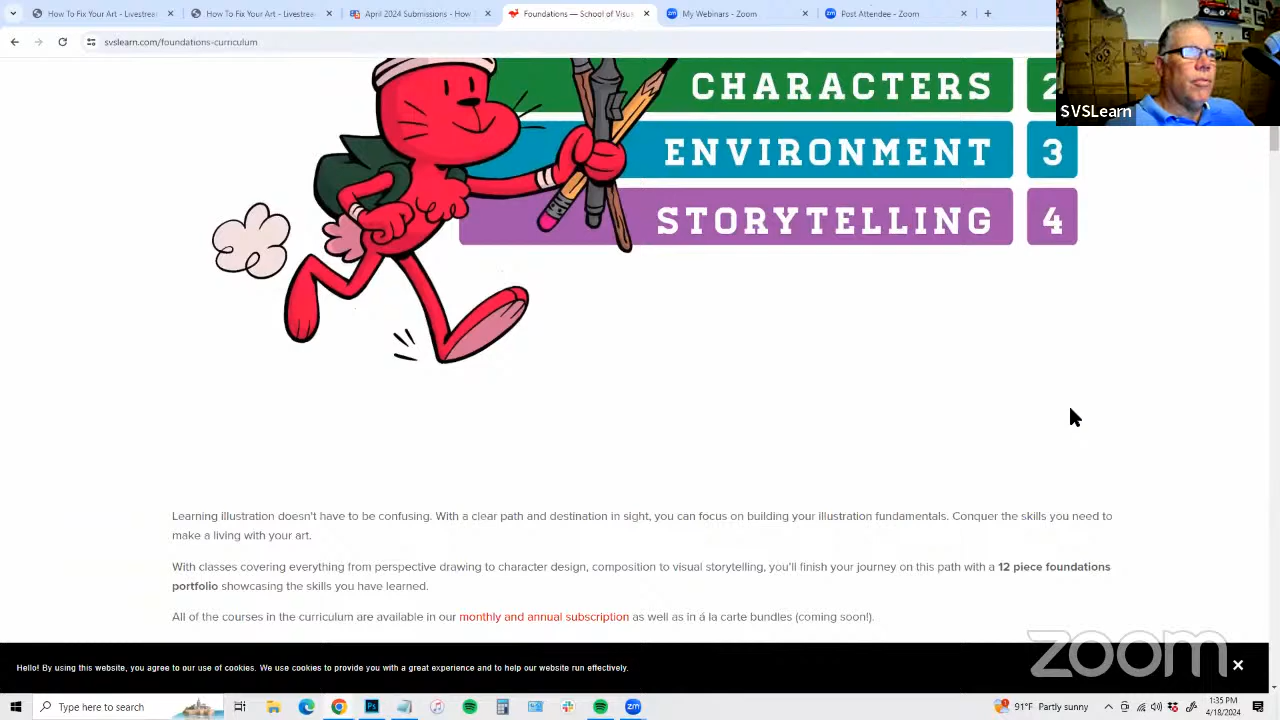 How To Fix Your Art - Livestre
How To Fix Your Art - Livestre
April 2024 Submissions - How
Foundations — School of Visu
My Webinars - Zoom
Post Attendee - Zoom
svslearn.com/foundations-curriculum
SVSLearn
CHARACTERS 2
ENVIRONMENT 3
STORYTELLING 4
Learning illustration doesn't have to be confusing. With a clear path and destination in sight, you can focus on building your illustration fundamentals. Conquer the skills you need to
make a living with your art.
With classes covering everything from perspective drawing to character design, composition to visual storytelling, you'll finish your journey on this path with a 12 piece foundations
portfolio showcasing the skills you have learned.
All of the courses in the curriculum are available in our monthly and annual subscription as well as in á la carte bundles (coming soon!).
zoom
Hello! By using this website, you agree to our use of cookies. We use cookies to provide you with a great experience and to help our website run effectively.
Type here to search
91°F Partly sunny
1:35 PM
4/18/2024